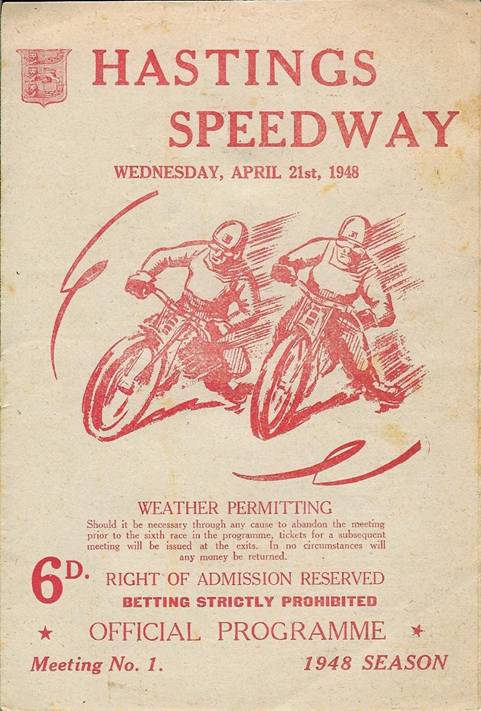 HASTINGS
SPEEDWAY
WEDNESDAY, APRIL 21st, 1948
WEATHER PERMITTING
Should it be necessary through any cause to abandon the meeting
prior to the sixth race in the programme, tickets for a subsequent
meeting will be issued at the exits. In no circumstances will
any money be returned.
6D.
RIGHT OF ADMISSION RESERVED
BETTING STRICTLY PROHIBITED
★ OFFICIAL PROGRAMME ★
Meeting No. 1.
1948 SEASON